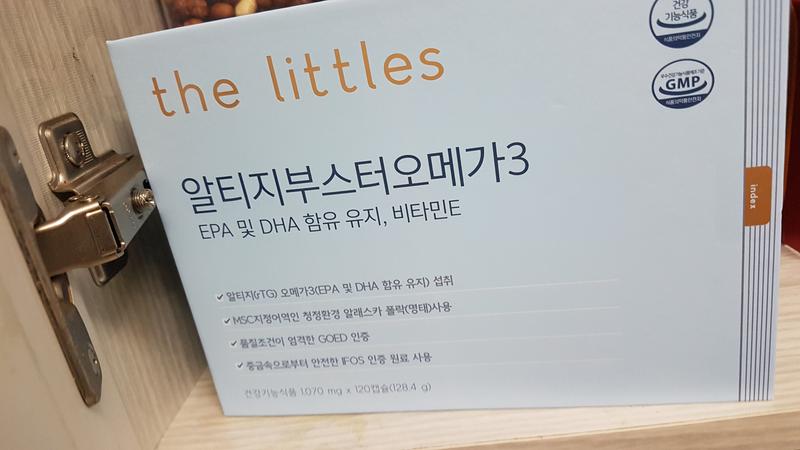 the littles
건강
기능식품
식품의약품안전처
우수건강기능식품제조기준
GMP
식품의약품안전처
알티지부스터오메가3
EPA 및 DHA 함유 유지, 비타민E
index
알티지(rTG) 오메가3(EPA 및 DHA 함유 유지) 섭취
MSC지정어역인 청정환경 알래스카 폴락(명태)사용
품질조건이 엄격한 GOED 인증
중금속으로부터 안전한 IFOS 인증 원료 사용
건강기능식품 1,070 mg x 120캡슐(128.4 g)